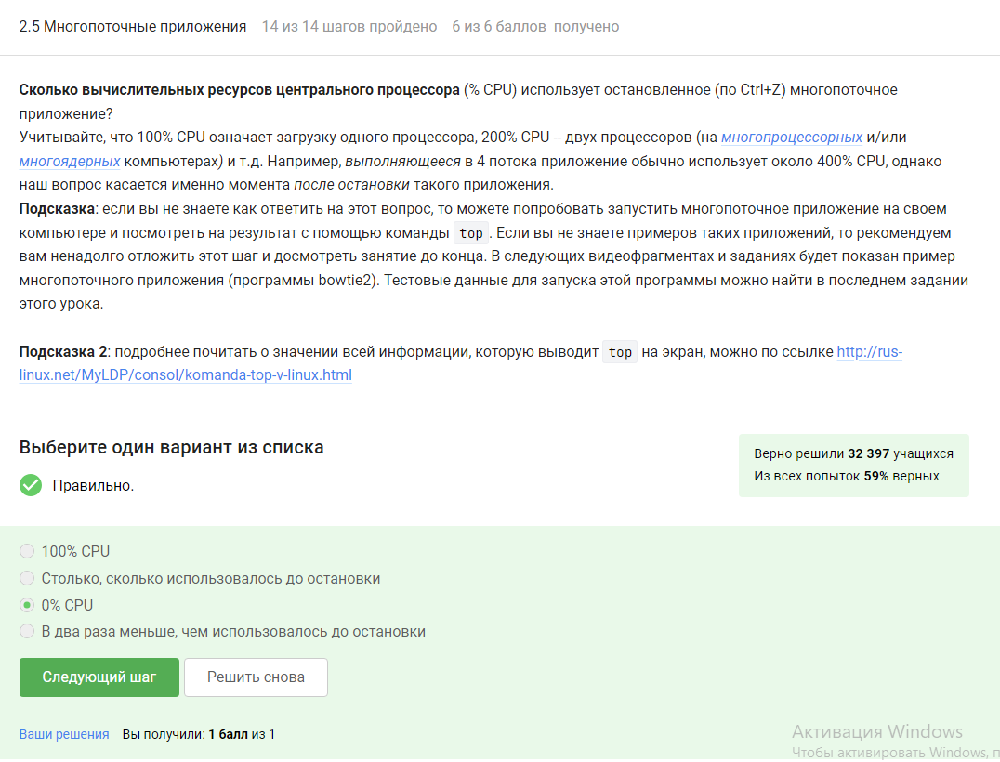 2.5 Многопоточные приложения 14 из 14 шагов пройдено 6 из 6 баллов получено
Сколько вычислительных ресурсов центрального процессора (% CPU) использует остановленное (по Ctrl+Z) многопоточное
приложение?
Учитывайте, что 100% CPU означает загрузку одного процессора, 200% CPU -- двух процессоров (на многопроцессорных и/или
многоядерных компьютерах) и т.д. Например, выполняющееся в 4 потока приложение обычно использует около 400% CPU, однако
наш вопрос касается именно момента после остановки такого приложения.
Подсказка: если вы не знаете как ответить на этот вопрос, то можете попробовать запустить многопоточное приложение на своем
компьютере и посмотреть на результат с помощью команды top. Если вы не знаете примеров таких приложений, то рекомендуем
вам ненадолго отложить этот шаг и досмотреть занятие до конца. В следующих видеофрагментах и заданиях будет показан пример
многопоточного приложения (программы bowtie2). Тестовые данные для запуска этой программы можно найти в последнем задании
этого урока.
Подсказка 2: подробнее почитать о значении всей информации, которую выводит top на экран, можно по ссылке http://rus-
linux.net/MyLDP/consol/komanda-top-v-linux.html
Выберите один вариант из списка
Верно решили 32 397 учащихся
Из всех попыток 59% верных
Правильно.
100% CPU
Столько, сколько использовалось до остановки
0% CPU
В два раза меньше, чем использовалось до остановки
Следующий шаг
Решить снова
Ваши решения Вы получили: 1 балл из 1
Активация Windows
Чтобы активировать Windows, п